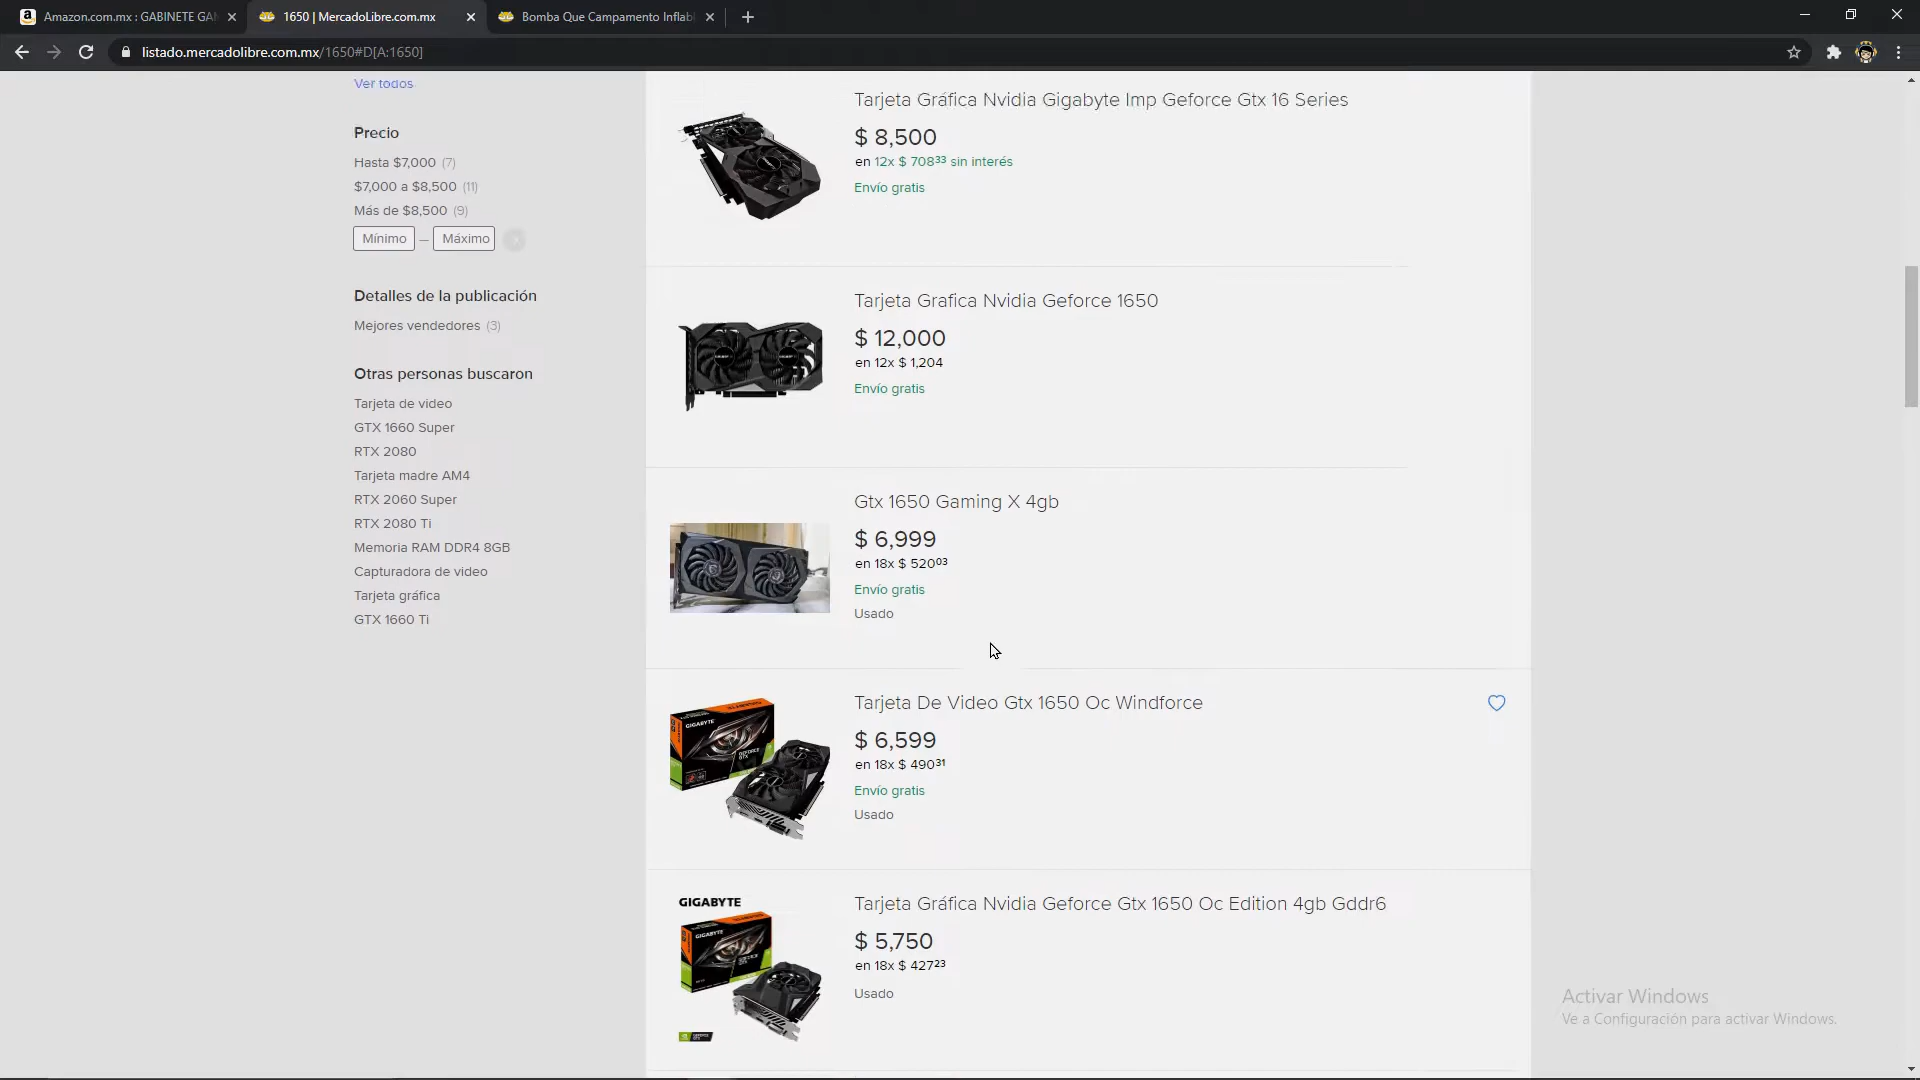 Amazon.com.mx : GABINETE GAM
1650 | MercadoLibre.com.mx
Bomba Que Campamento Inflabl
listado.mercadolibre.com.mx/1650#D[A:1650]
Ver todos
Precio
Hasta $7,000 (7)
$7,000 a $8,500 (11)
Más de $8,500 (9)
Mínimo — Máximo
Detalles de la publicación
Mejores vendedores (3)
Otras personas buscaron
Tarjeta de video
GTX 1660 Super
RTX 2080
Tarjeta madre AM4
RTX 2060 Super
RTX 2080 Ti
Memoria RAM DDR4 8GB
Capturadora de video
Tarjeta gráfica
GTX 1660 Ti
Tarjeta Gráfica Nvidia Gigabyte Imp Geforce Gtx 16 Series
$ 8,500
en 12x $ 708³³ sin interés
Envío gratis
Tarjeta Grafica Nvidia Geforce 1650
$ 12,000
en 12x $ 1,204
Envío gratis
Gtx 1650 Gaming X 4gb
$ 6,999
en 18x $ 520⁰³
Envío gratis
Usado
Tarjeta De Video Gtx 1650 Oc Windforce
$ 6,599
en 18x $ 490³¹
Envío gratis
Usado
GIGABYTE
GIGABYTE
Tarjeta Gráfica Nvidia Geforce Gtx 1650 Oc Edition 4gb Gddr6
$ 5,750
en 18x $ 427²³
Usado
GIGABYTE
Activar Windows
Ve a Configuración para activar Windows.